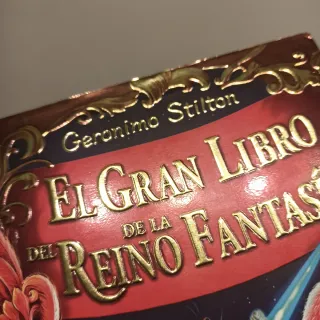 Geronimo Stilton
EL GRAN LIBRO
DE LA
DEL REINO FANTASÍ